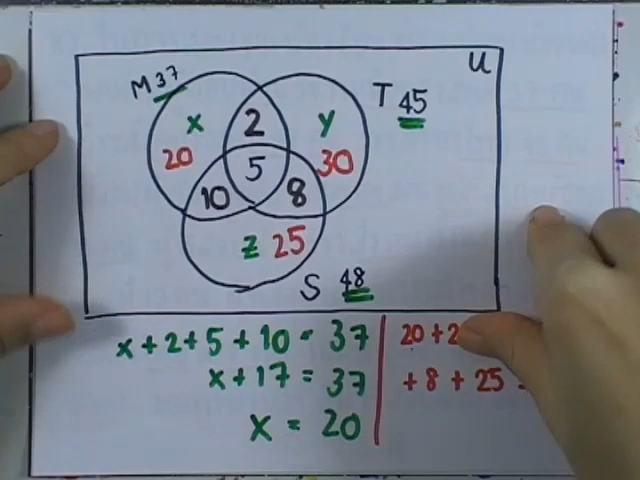 U
M 37
T 45
x 2 y
20 5 30
10 8
z 25
S 48
x + 2 + 5 + 10 = 37
x + 17 = 37
x = 20
20 + 2
+ 8 + 25